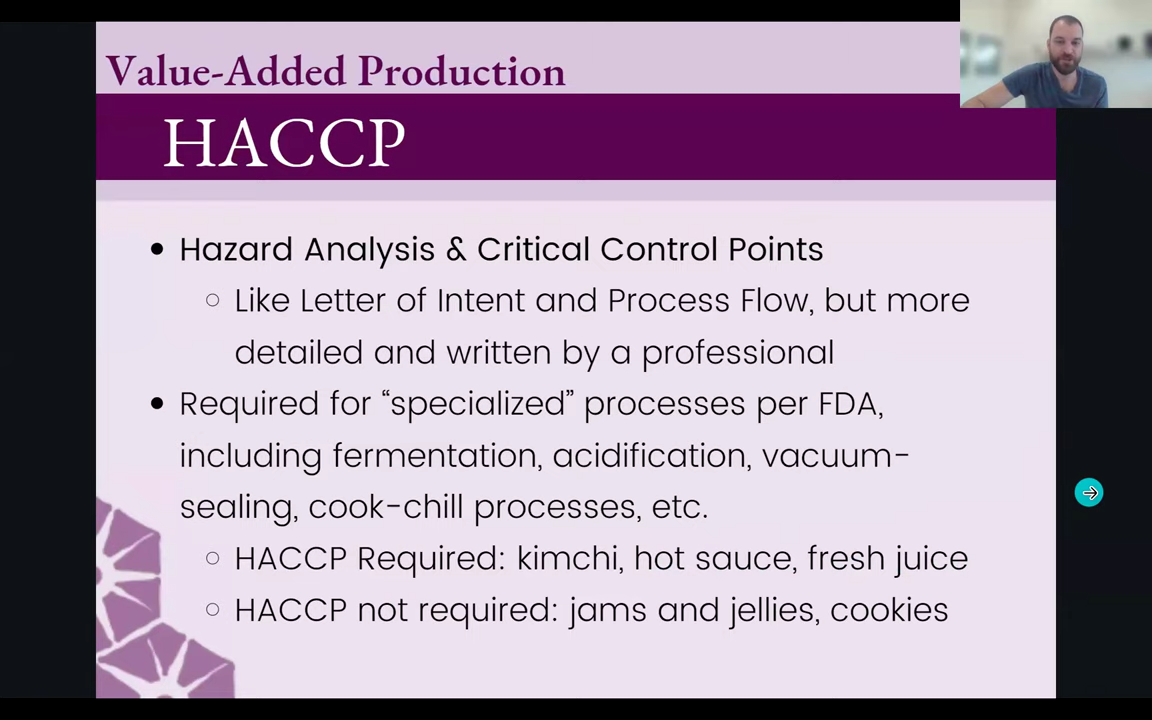 Value-Added Production
HACCP
• Hazard Analysis & Critical Control Points
○ Like Letter of Intent and Process Flow, but more
detailed and written by a professional
• Required for “specialized” processes per FDA,
including fermentation, acidification, vacuum-
sealing, cook-chill processes, etc.
○ HACCP Required: kimchi, hot sauce, fresh juice
○ HACCP not required: jams and jellies, cookies